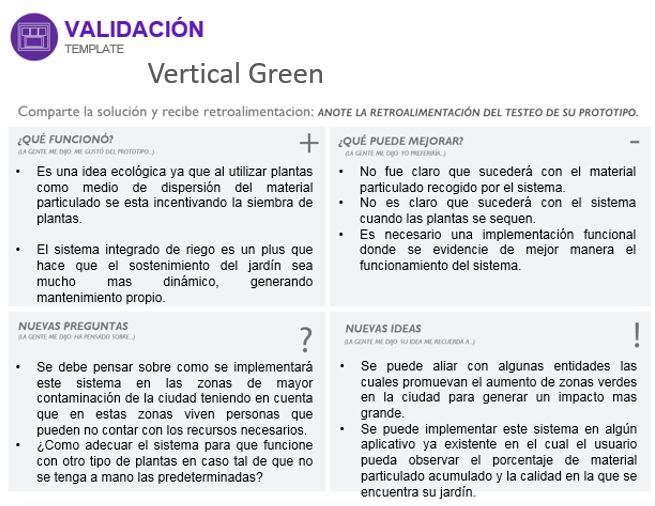 VALIDACIÓN
TEMPLATE
Vertical Green
Comparte la solución y recibe retroalimentacion: ANOTE LA RETROALIMENTACIÓN DEL TESTEO DE SU PROTOTIPO.
¿QUÉ FUNCIONÓ? +
(LA GENTE ME DIJO: ME GUSTÓ DEL PROTOTIPO...)
• Es una idea ecológica ya que al utilizar plantas
como medio de dispersión del material
particulado se esta incentivando la siembra de
plantas.
• El sistema integrado de riego es un plus que
hace que el sostenimiento del jardín sea
mucho mas dinámico, generando
mantenimiento propio.
¿QUÉ PUEDE MEJORAR? -
(LA GENTE ME DIJO: YO PREFERIRÍA...)
• No fue claro que sucederá con el material
particulado recogido por el sistema.
• No es claro que sucederá con el sistema
cuando las plantas se sequen.
• Es necesario una implementación funcional
donde se evidencie de mejor manera el
funcionamiento del sistema.
NUEVAS PREGUNTAS ?
(LA GENTE ME DIJO: HA PENSADO SOBRE...)
• Se debe pensar sobre como se implementará
este sistema en las zonas de mayor
contaminación de la ciudad teniendo en cuenta
que en estas zonas viven personas que
pueden no contar con los recursos necesarios.
• ¿Como adecuar el sistema para que funcione
con otro tipo de plantas en caso tal de que no
se tenga a mano las predeterminadas?
NUEVAS IDEAS !
(LA GENTE ME DIJO: SU IDEA ME RECUERDA A...)
• Se puede aliar con algunas entidades las
cuales promuevan el aumento de zonas verdes
en la ciudad para generar un impacto mas
grande.
• Se puede implementar este sistema en algún
aplicativo ya existente en el cual el usuario
pueda observar el porcentaje de material
particulado acumulado y la calidad en la que se
encuentra su jardín.